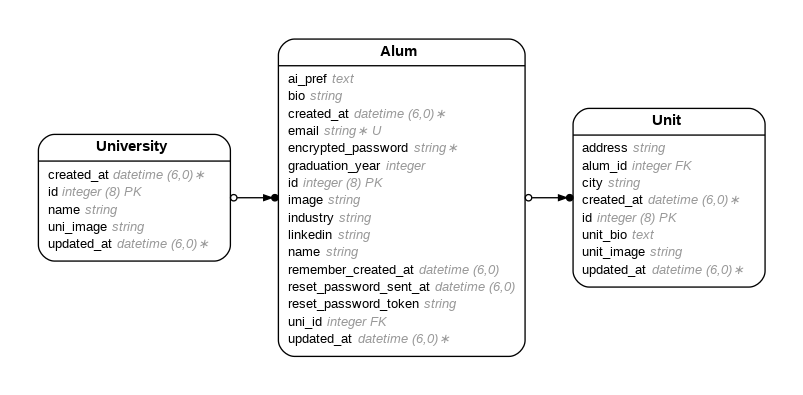 University
created_at datetime (6,0)∗
id integer (8) PK
name string
uni_image string
updated_at datetime (6,0)∗
Alum
ai_pref text
bio string
created_at datetime (6,0)∗
email string∗ U
encrypted_password string∗
graduation_year integer
id integer (8) PK
image string
industry string
linkedin string
name string
remember_created_at datetime (6,0)
reset_password_sent_at datetime (6,0)
reset_password_token string
uni_id integer FK
updated_at datetime (6,0)∗
Unit
address string
alum_id integer FK
city string
created_at datetime (6,0)∗
id integer (8) PK
unit_bio text
unit_image string
updated_at datetime (6,0)∗